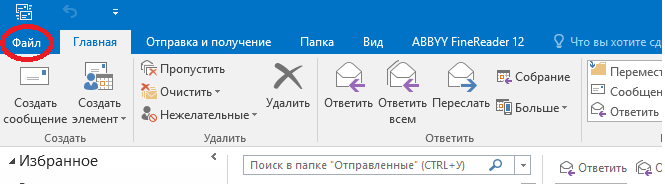 Файл Главная Отправка и получение Папка Вид ABBYY FineReader 12 Что вы хотите сд
Создать сообщение
Создать элемент
Создать
Пропустить
Очистить
Нежелательные
Удалить
Удалить
Ответить
Ответить всем
Переслать
Собрание
Больше
Ответить
Перемест
Сообщен
Ответить
Избранное
Поиск в папке "Отправленные" (CTRL+У)
Ответить
Ответить